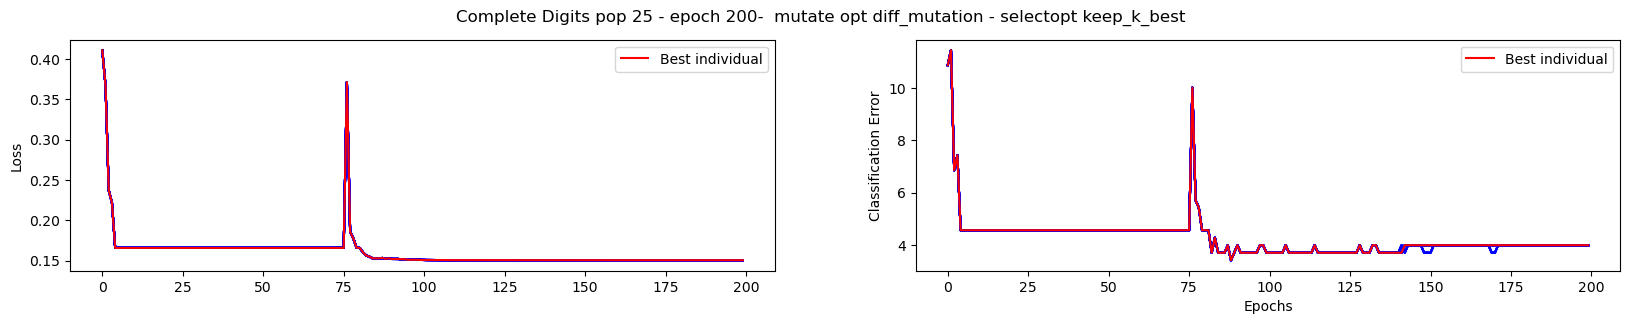 Complete Digits pop 25 - epoch 200-  mutate opt diff_mutation - selectopt keep_k_best
Loss
0.40
0.35
0.30
0.25
0.20
0.15
0 25 50 75 100 125 150 175 200
Best individual
Classification Error
10
8
6
4
0 25 50 75 100 125 150 175 200
Epochs
Best individual